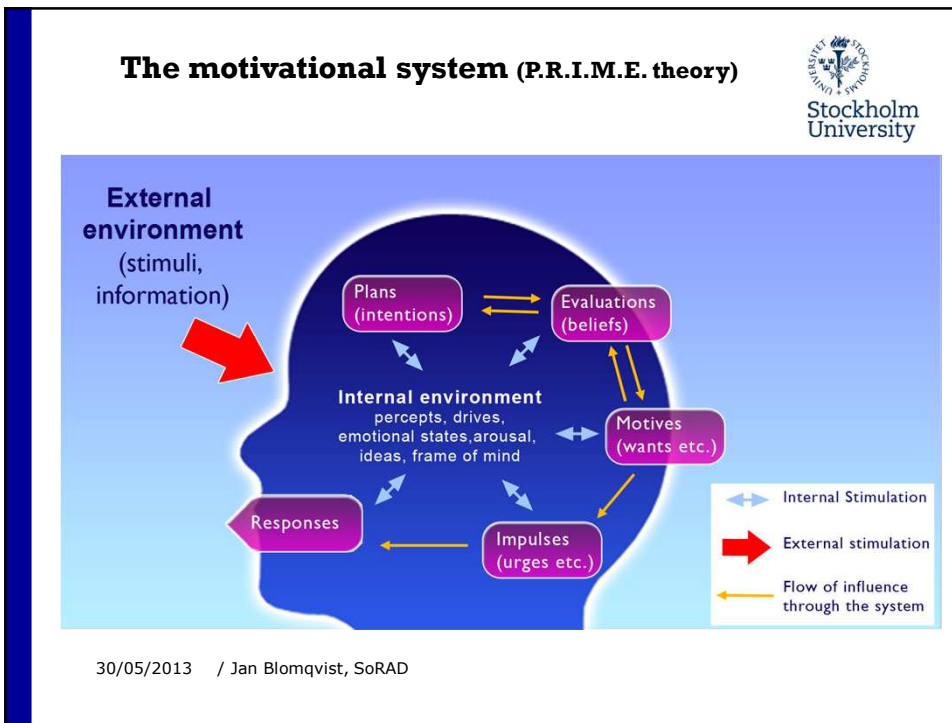 The motivational system (P.R.I.M.E. theory)
STOCKHOLMS
UNIVERSITET
Stockholm
University
External
environment
(stimuli,
information)
Plans
(intentions)
Evaluations
(beliefs)
Internal environment
percepts, drives,
emotional states,arousal,
ideas, frame of mind
Motives
(wants etc.)
Responses
Impulses
(urges etc.)
Internal Stimulation
External stimulation
Flow of influence
through the system
30/05/2013 / Jan Blomqvist, SoRAD